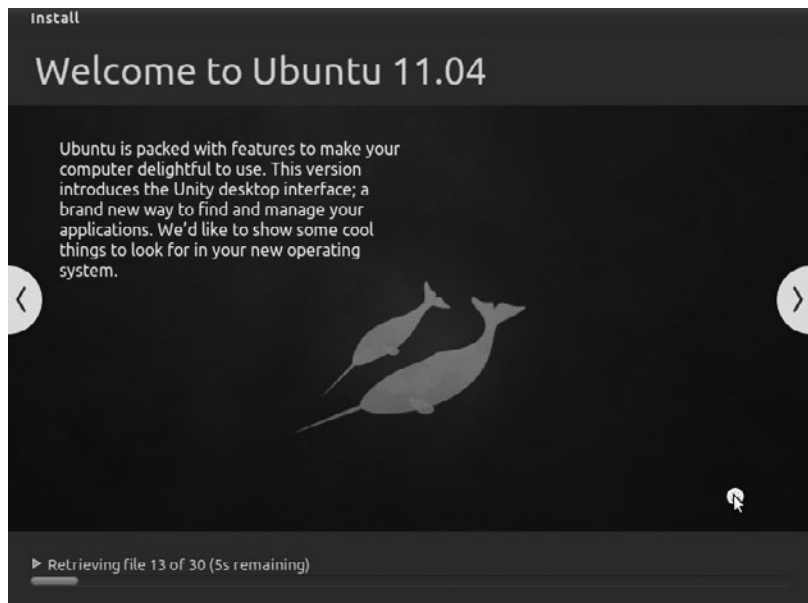 Install
Welcome to Ubuntu 11.04
Ubuntu is packed with features to make your
computer delightful to use. This version
introduces the Unity desktop interface; a
brand new way to find and manage your
applications. We'd like to show some cool
things to look for in your new operating
system.
Retrieving file 13 of 30 (5s remaining)